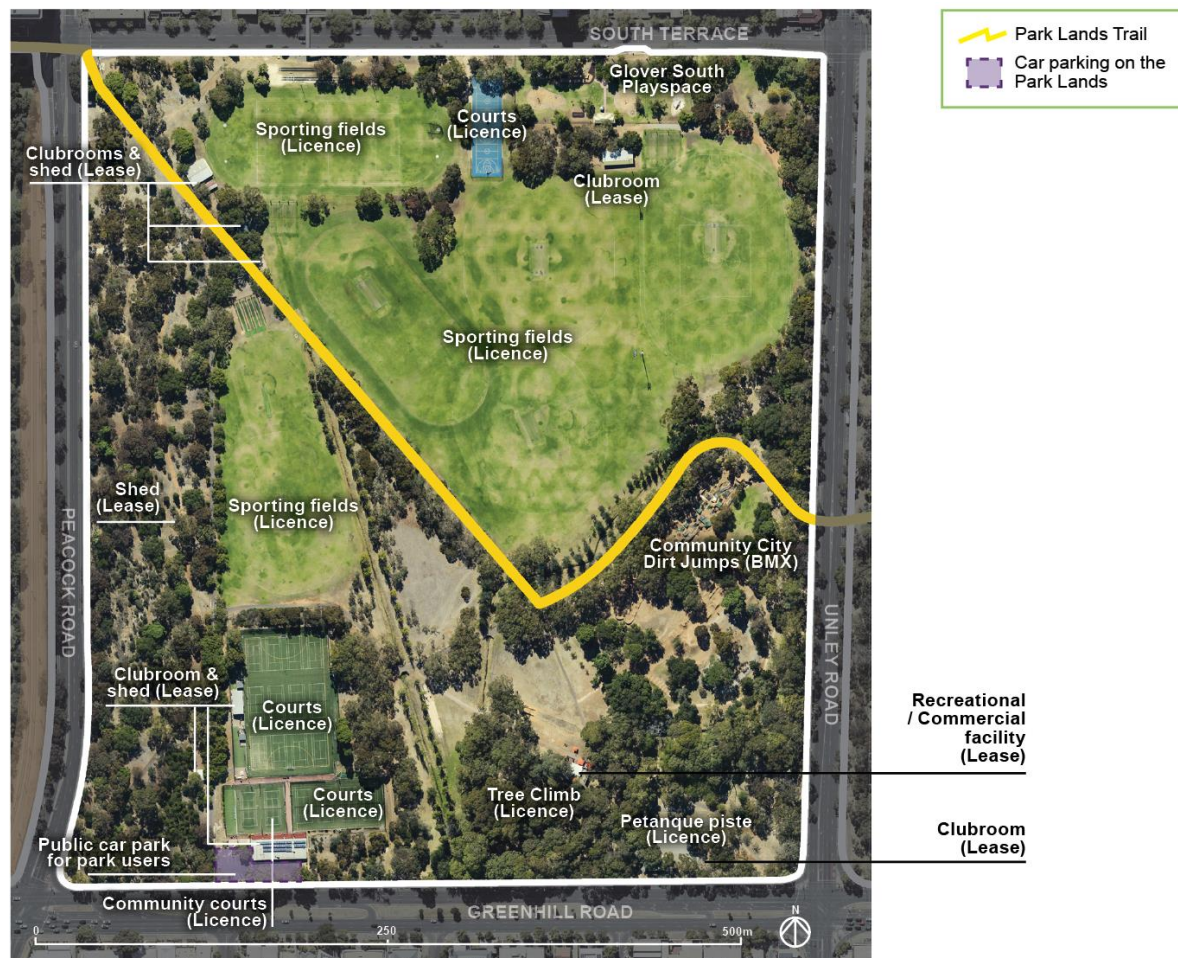 SOUTH TERRACE
Park Lands Trail
Car parking on the
Park Lands
Glover South
Playspace
Courts
(Licence)
Sporting fields
(Licence)
Clubrooms &
shed (Lease)
Clubroom
(Lease)
Sporting fields
(Licence)
Shed
(Lease)
Sporting fields
(Licence)
PEACOCK ROAD
Community City
Dirt Jumps (BMX)
UNLEY ROAD
Clubroom &
shed (Lease)
Courts
(Licence)
Recreational
/ Commercial
facility
(Lease)
Courts
(Licence)
Tree Climb
(Licence)
Petanque piste
(Licence)
Clubroom
(Lease)
Public car park
for park users
Community courts
(Licence)
GREENHILL ROAD
N
0
250
500m